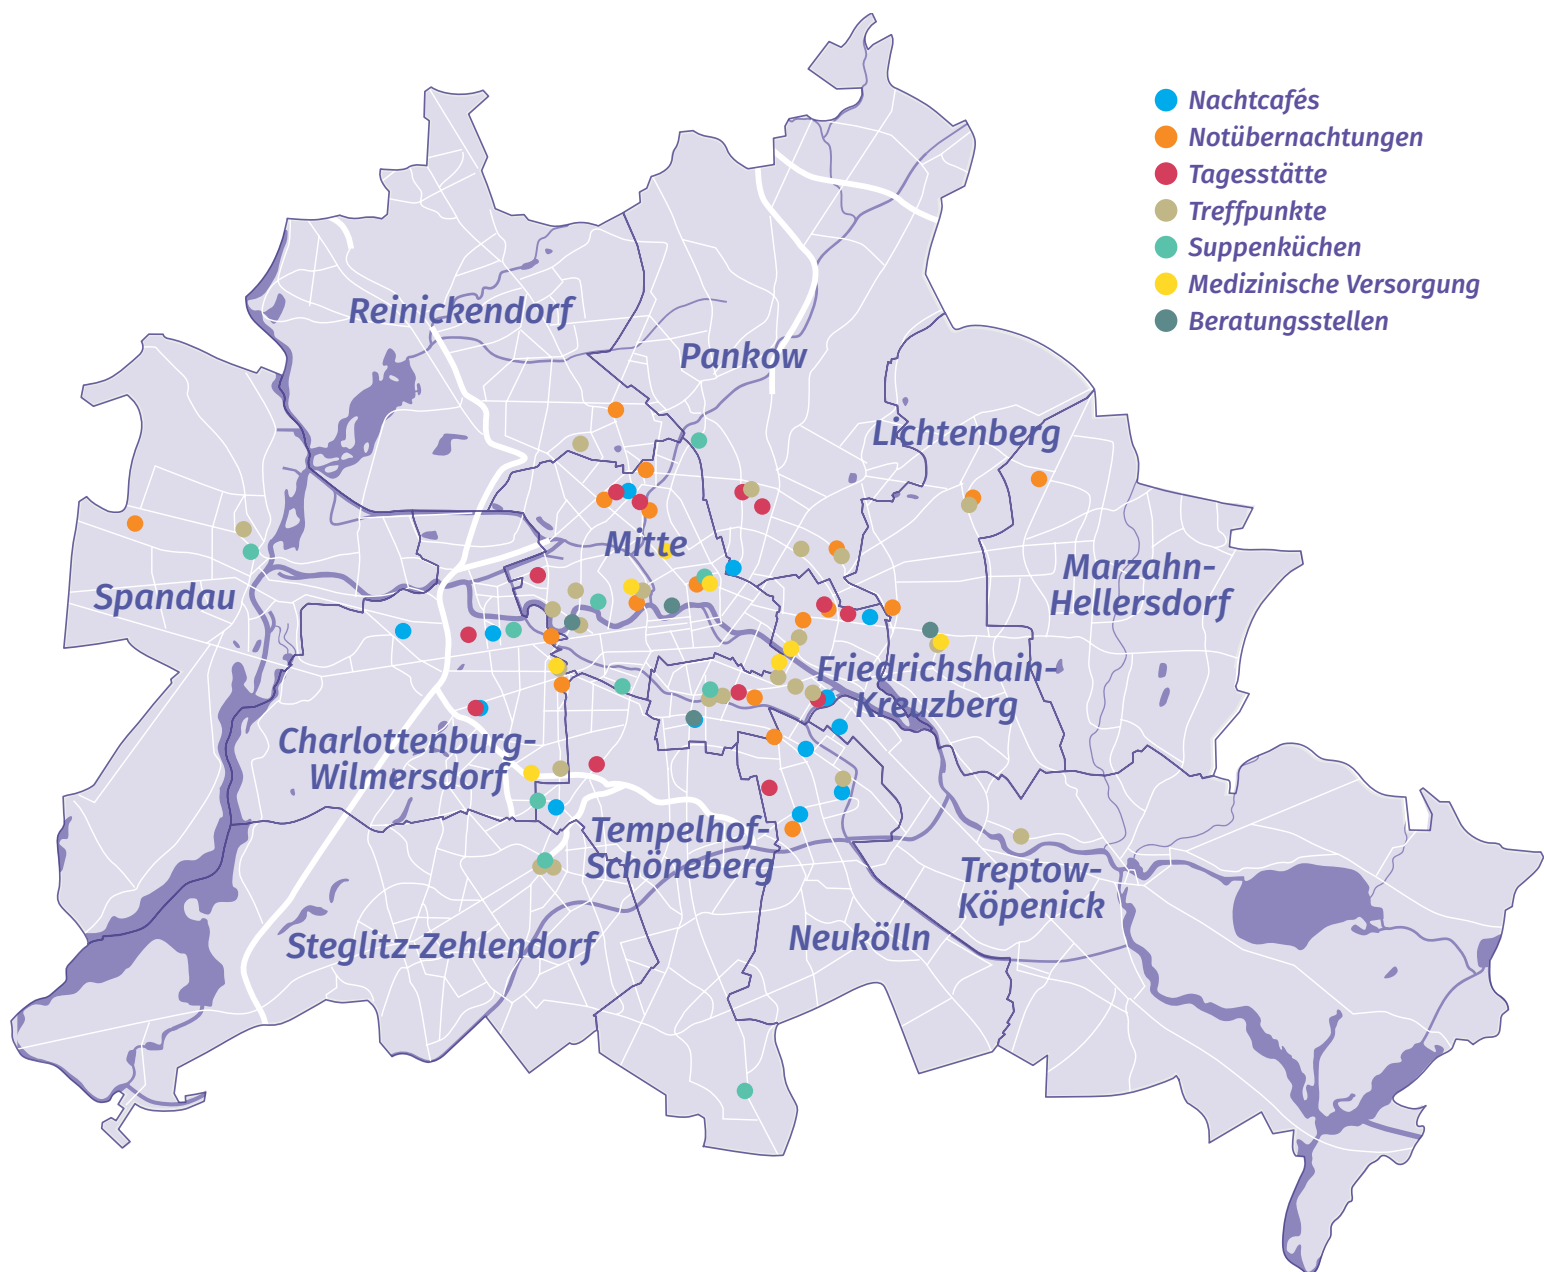 Nachtcafés
Notübernachtungen
Tagesstätte
Treffpunkte
Suppenküchen
Medizinische Versorgung
Beratungsstellen
Reinickendorf
Pankow
Lichtenberg
Mitte
Spandau
Marzahn-
Hellersdorf
Friedrichshain-
Kreuzberg
Charlottenburg-
Wilmersdorf
Tempelhof-
Schöneberg
Treptow-
Köpenick
Steglitz-Zehlendorf
Neukölln